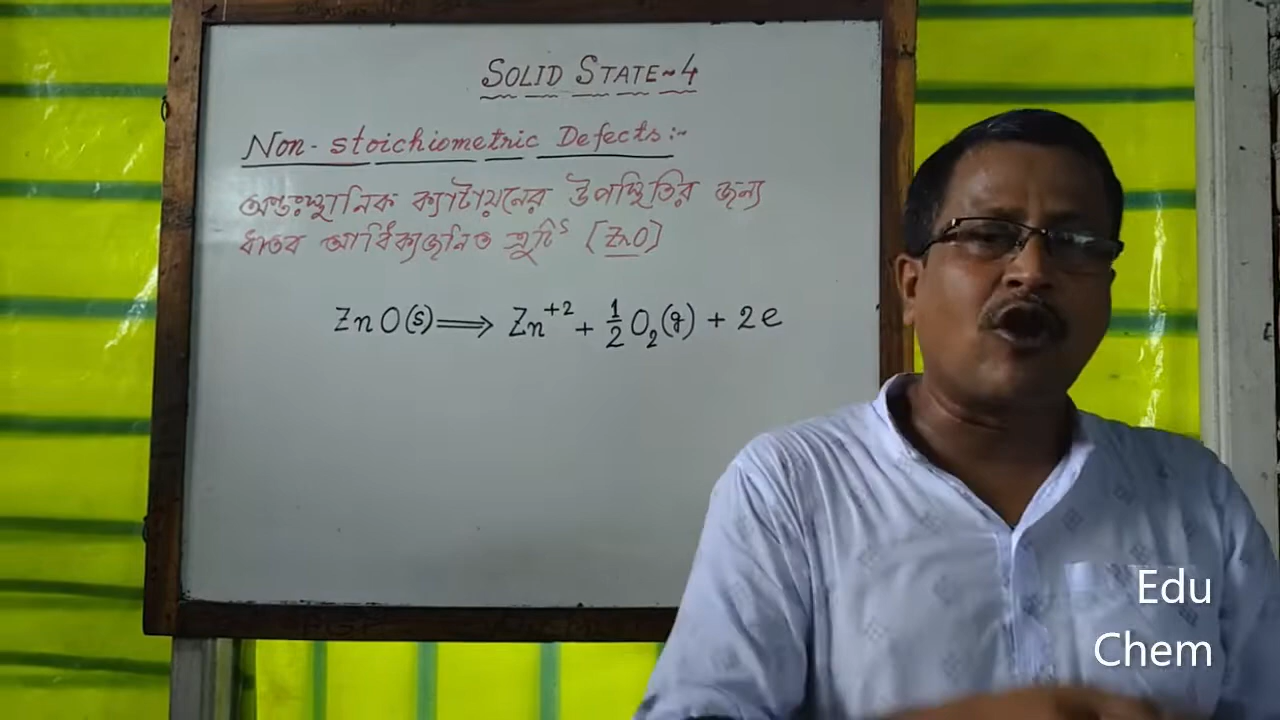 SOLID STATE~4
Non-stoichiometric Defects:~
অন্তঃস্থানিক ক্যাটায়নের উপস্থিতির জন্য
ধাতব আধিক্যজনিত ত্রুটিঃ [ZnO]
ZnO(s) ⟹ Zn⁺² + ½O₂(g) + 2e
Edu
Chem